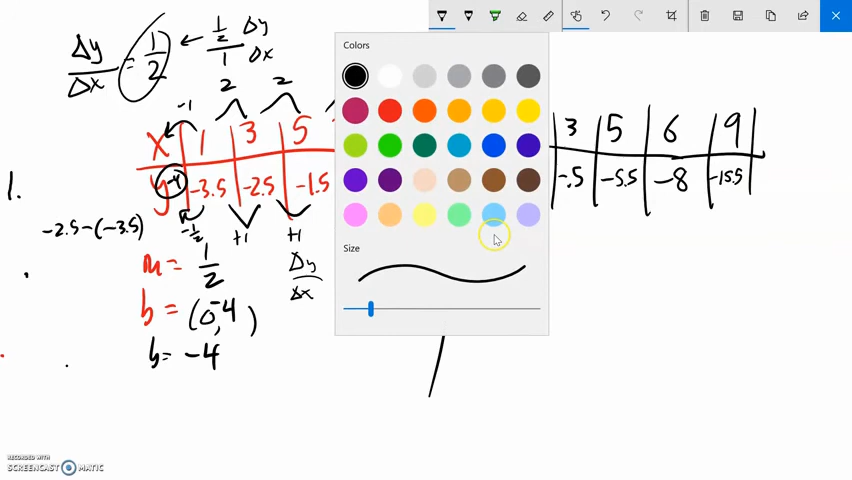 Δy/Δx = 1/2 ← 1/2 Δy / 1 Δx
2 2
-1
x 1 3 5
y -4 -3.5 -2.5 -1.5
1.
-2.5-(-3.5)
-1/2 +1 +1
m = 1/2
Δy/Δx
b = (0,-4)
b = -4
Colors
Size
3 5 6 9
-.5 -5.5 -8 -15.5
RECORDED WITH
SCREENCAST MATIC